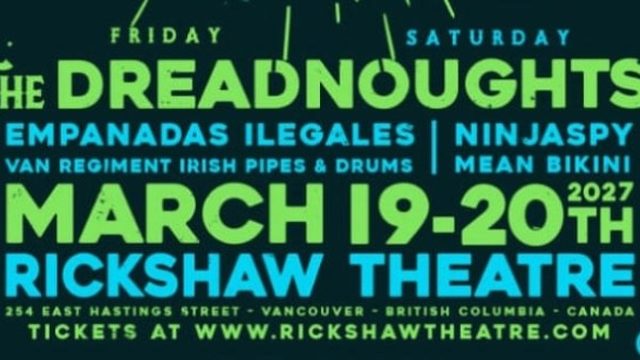 FRIDAY SATURDAY
THE DREADNOUGHTS
EMPANADAS ILEGALES | NINJASPY
VAN REGIMENT IRISH PIPES & DRUMS | MEAN BIKINI
MARCH 19-20TH 2027
RICKSHAW THEATRE
254 EAST HASTINGS STREET - VANCOUVER - BRITISH COLUMBIA - CANADA
TICKETS AT WWW.RICKSHAWTHEATRE.COM